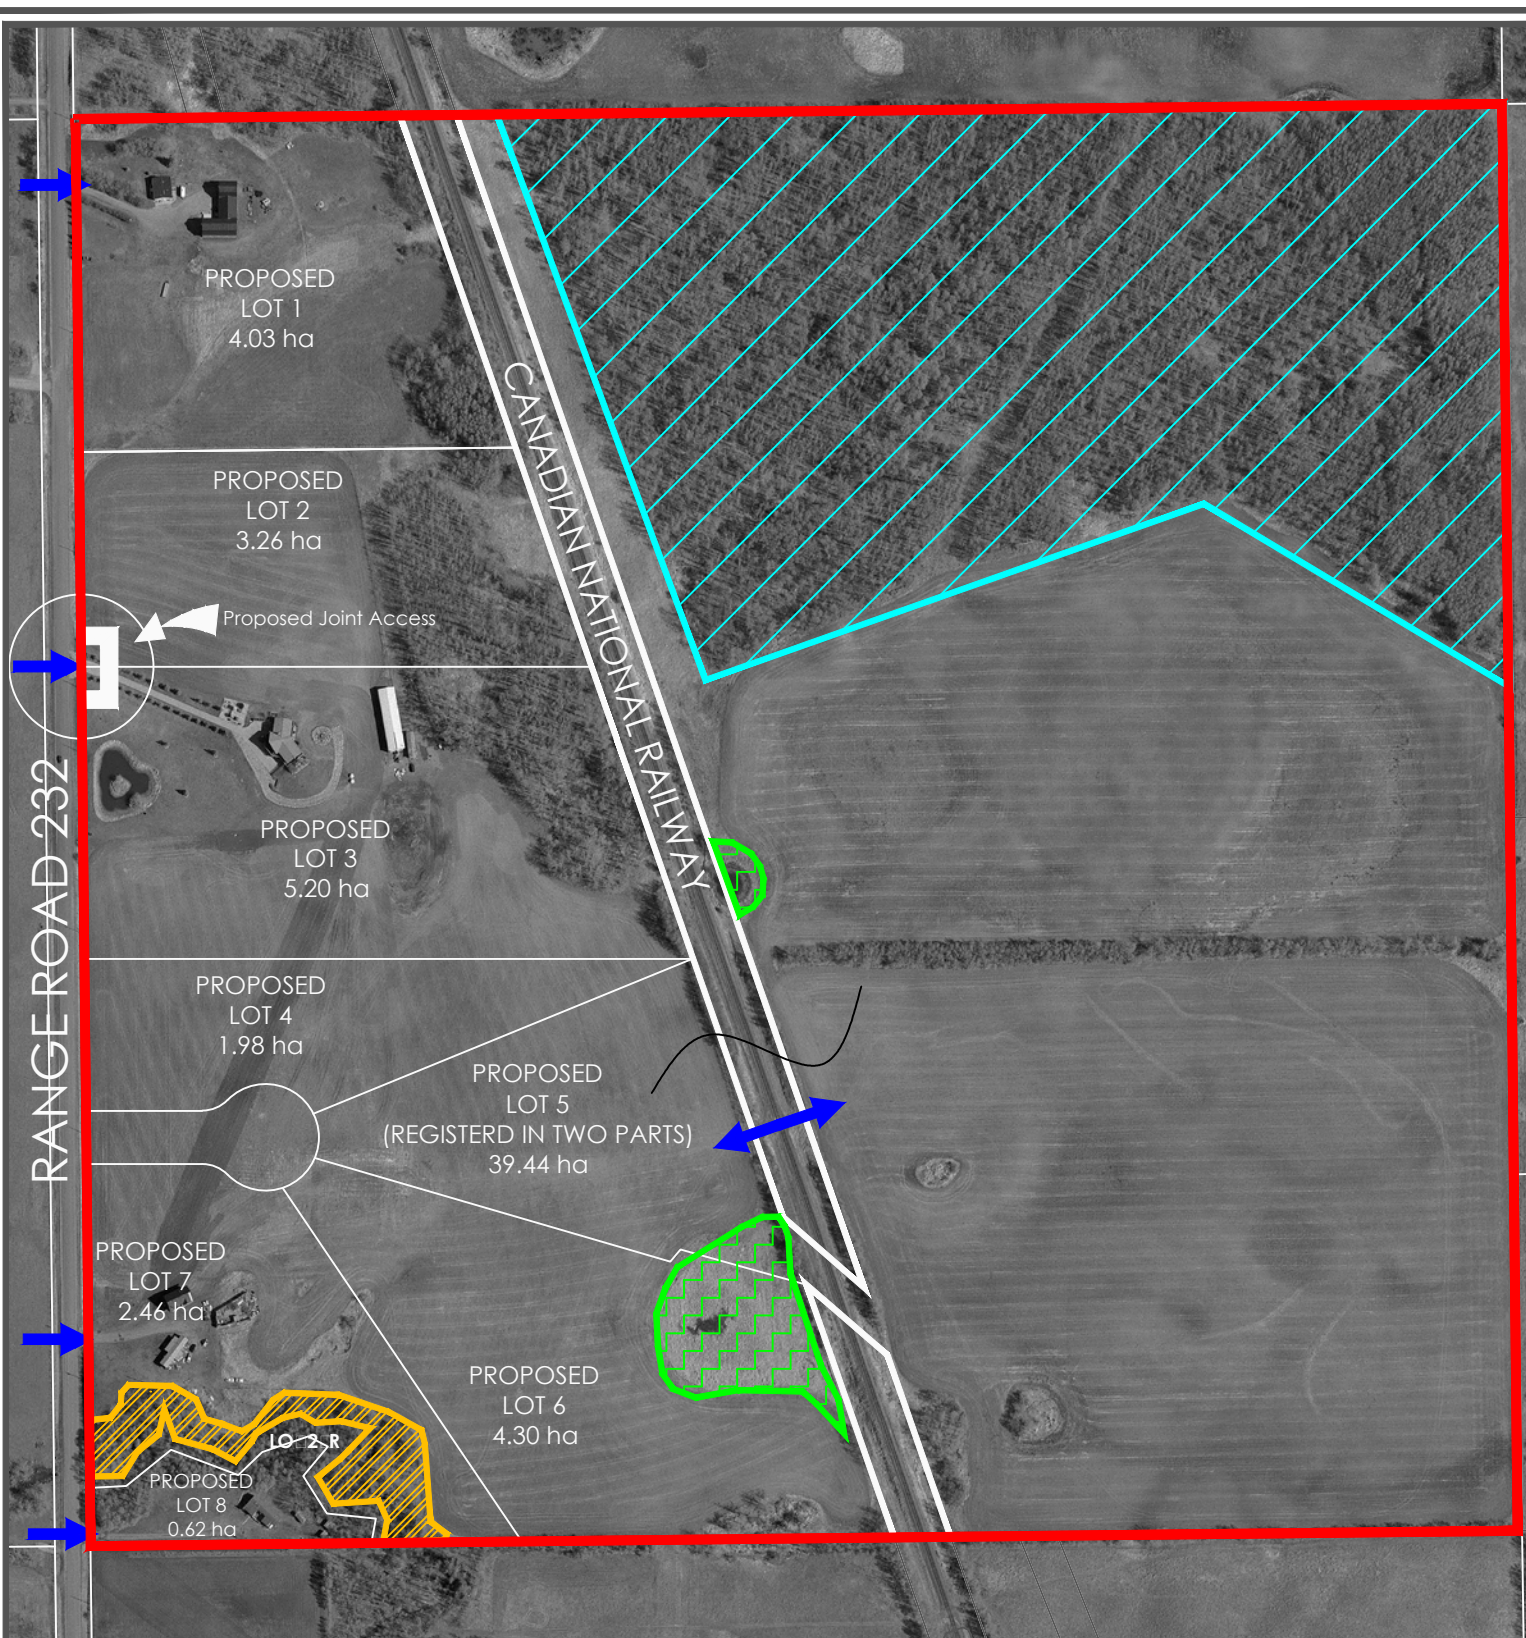 PROPOSED
LOT 1
4.03 ha
CANADIAN NATIONAL RAILWAY
PROPOSED
LOT 2
3.26 ha
Proposed Joint Access
RANGE ROAD 232
PROPOSED
LOT 3
5.20 ha
PROPOSED
LOT 4
1.98 ha
PROPOSED
LOT 5
(REGISTERD IN TWO PARTS)
39.44 ha
PROPOSED
LOT 7
2.46 ha
PROPOSED
LOT 6
4.30 ha
PROPOSED
LOT 8
0.62 ha